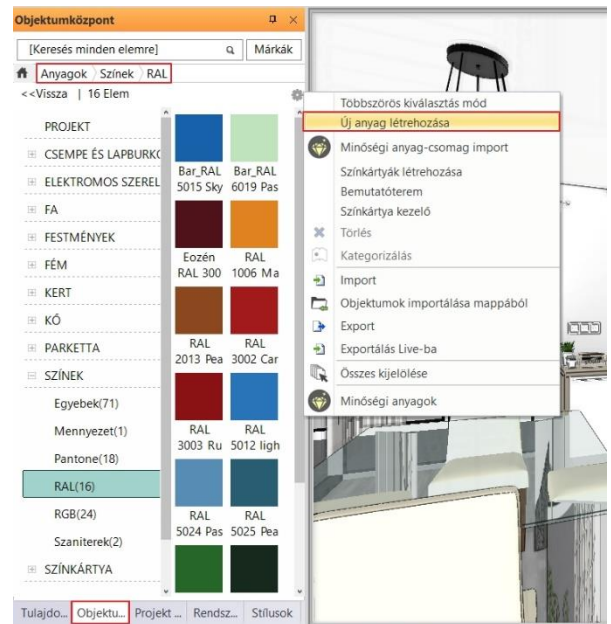 Objektumközpont
[Keresés minden elemre]
Márkák
Anyagok Színek RAL
<<Vissza | 16 Elem
PROJEKT
CSEMPE ÉS LAPBURKO
ELEKTROMOS SZEREL
FA
FESTMÉNYEK
FÉM
KERT
KŐ
PARKETTA
SZÍNEK
Egyebek(71)
Mennyezet(1)
Pantone(18)
RAL(16)
RGB(24)
Szaniterek(2)
SZÍNKÁRTYA
Bar_RAL
5015 Sky
Bar_RAL
6019 Pas
Eozén
RAL 300
RAL
1006 Ma
RAL
2013 Pea
RAL
3002 Car
RAL
3003 Ru
RAL
5012 ligh
RAL
5024 Pas
RAL
5025 Pea
Többszörös kiválasztás mód
Új anyag létrehozása
Minőségi anyag-csomag import
Színkártyák létrehozása
Bemutatóterem
Színkártya kezelő
Törlés
Kategorizálás
Import
Objektumok importálása mappából
Export
Exportálás Live-ba
Összes kijelölése
Minőségi anyagok
Tulajdo... Objektu... Projekt ... Rendsz... Stílusok